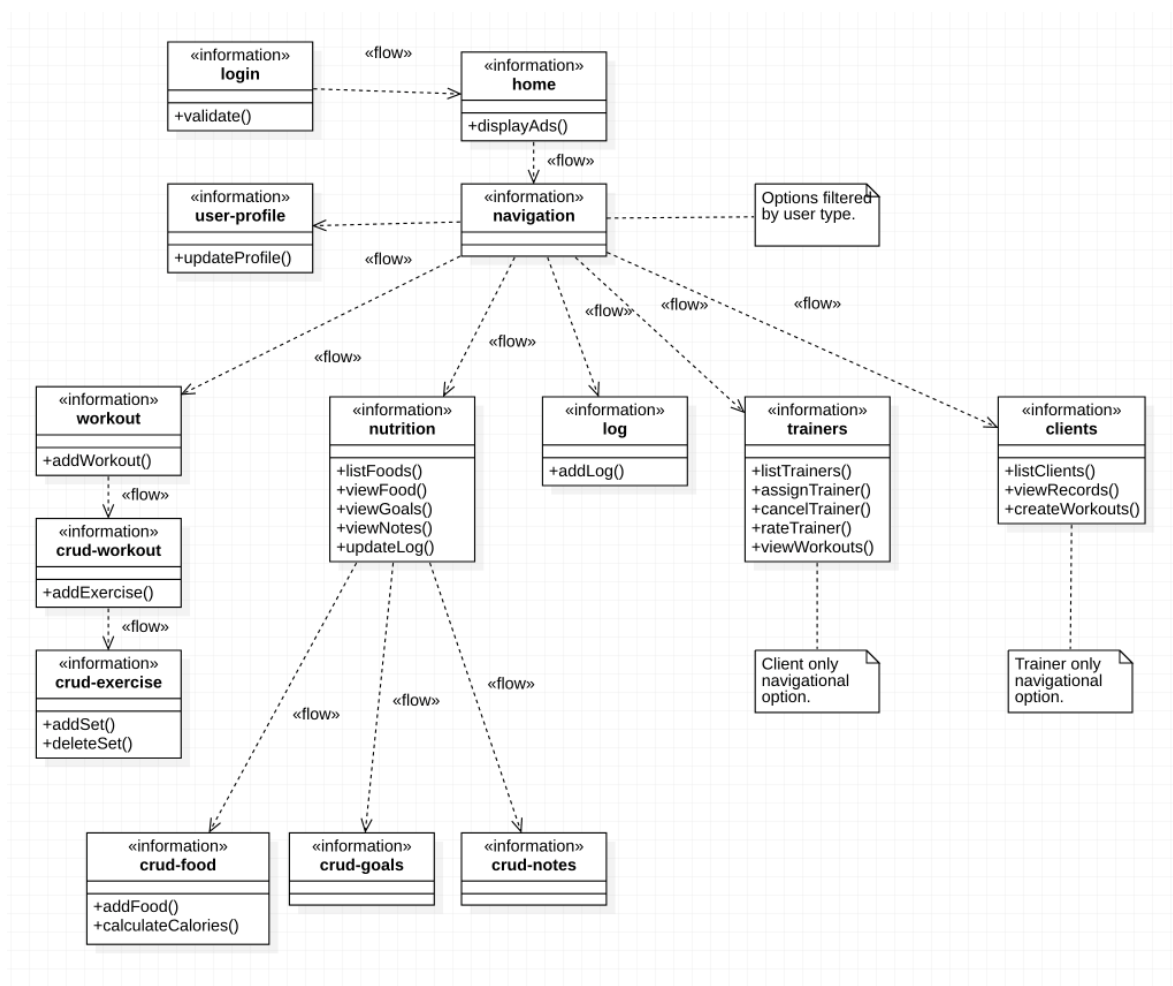 «information»
login
+validate()
«flow»
«information»
home
+displayAds()
«flow»
«information»
user-profile
+updateProfile()
«information»
navigation
Options filtered
by user type.
«flow»
«flow»
«flow»
«flow»
«flow»
«flow»
«information»
workout
+addWorkout()
«flow»
«information»
crud-workout
+addExercise()
«flow»
«information»
crud-exercise
+addSet()
+deleteSet()
«information»
nutrition
+listFoods()
+viewFood()
+viewGoals()
+viewNotes()
+updateLog()
«information»
log
+addLog()
«information»
trainers
+listTrainers()
+assignTrainer()
+cancelTrainer()
+rateTrainer()
+viewWorkouts()
«information»
clients
+listClients()
+viewRecords()
+createWorkouts()
Client only
navigational
option.
Trainer only
navigational
option.
«flow»
«flow»
«flow»
«information»
crud-food
+addFood()
+calculateCalories()
«information»
crud-goals
«information»
crud-notes